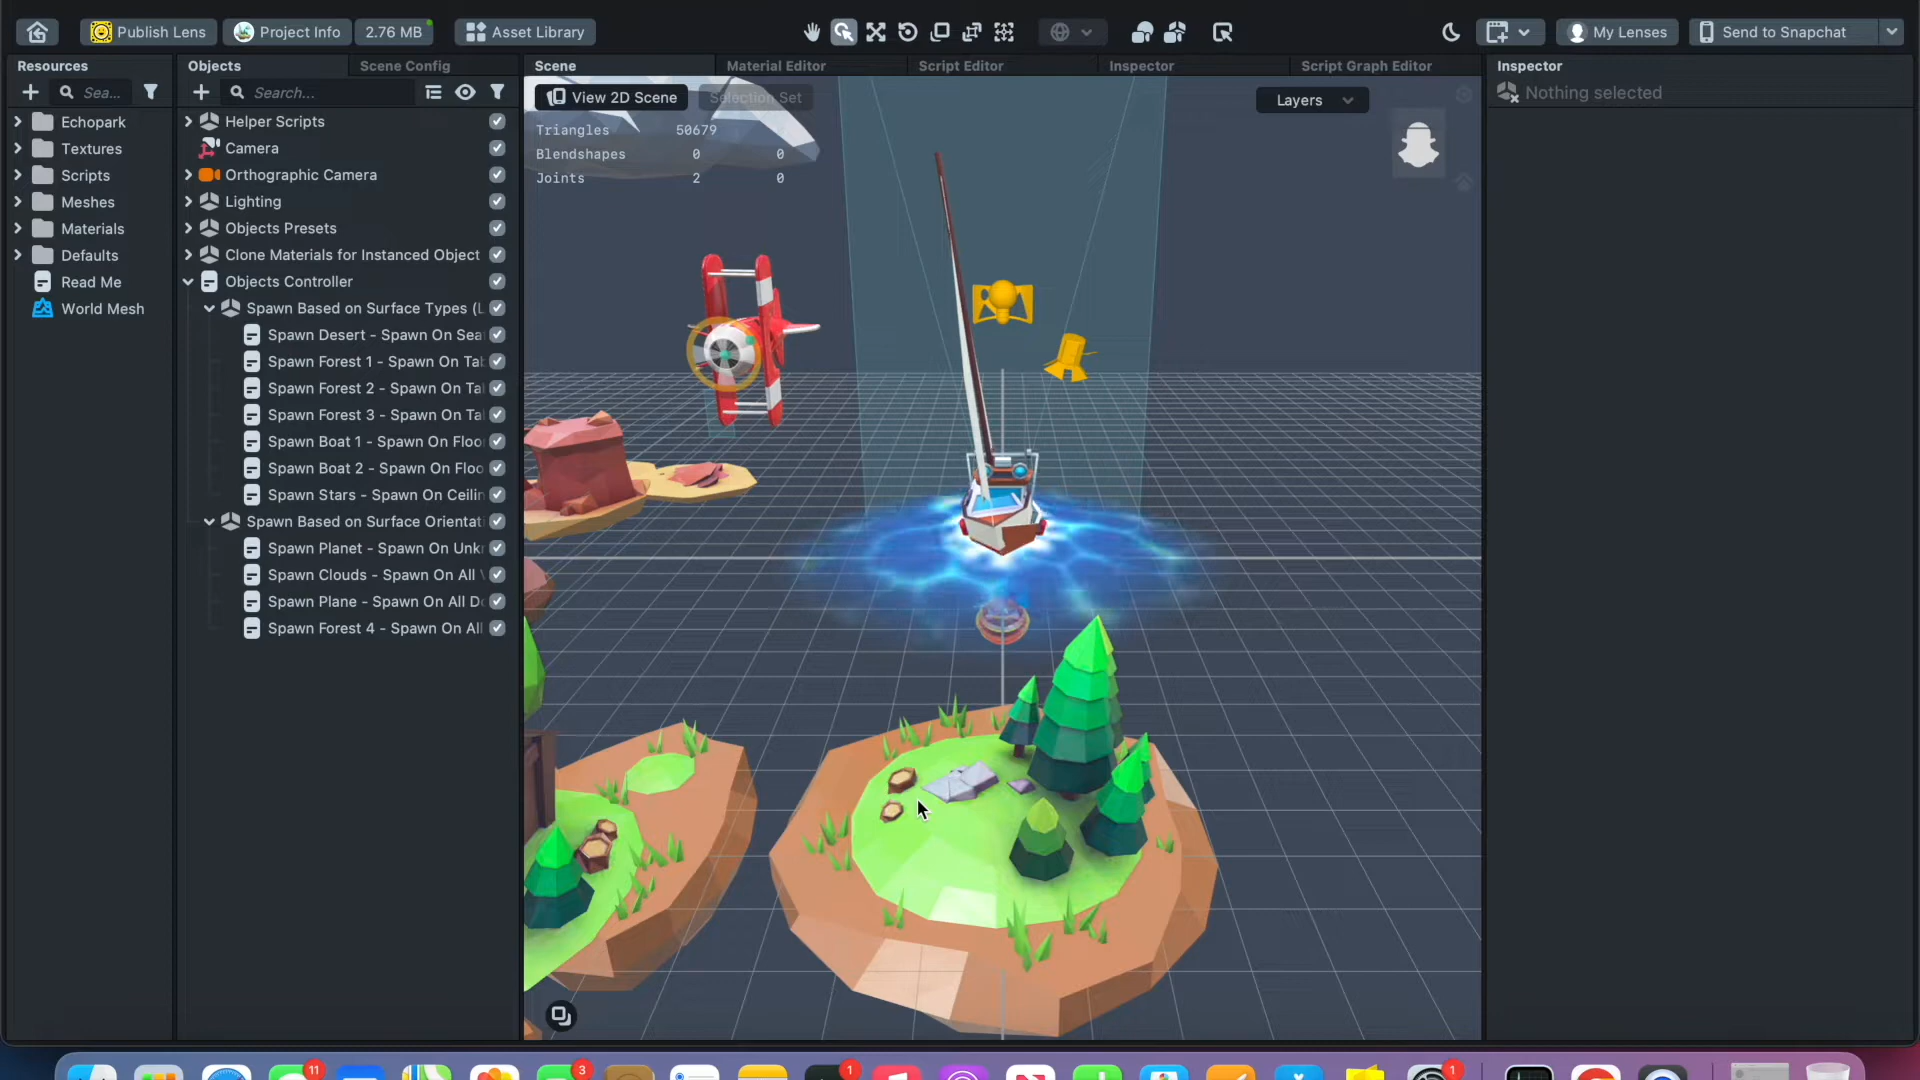 Publish Lens
Project Info
2.76 MB
Asset Library
My Lenses
Send to Snapchat
Resources
Objects
Scene Config
Scene
Material Editor
Script Editor
Inspector
Script Graph Editor
Inspector
Sea...
Search...
View 2D Scene
Selection Set
Layers
Nothing selected
Triangles 50679
Blendshapes 0 0
Joints 2 0
Echopark
Textures
Scripts
Meshes
Materials
Defaults
Read Me
World Mesh
Helper Scripts
Camera
Orthographic Camera
Lighting
Objects Presets
Clone Materials for Instanced Object
Objects Controller
Spawn Based on Surface Types (L
Spawn Desert - Spawn On Sea
Spawn Forest 1 - Spawn On Tab
Spawn Forest 2 - Spawn On Ta
Spawn Forest 3 - Spawn On Ta
Spawn Boat 1 - Spawn On Floo
Spawn Boat 2 - Spawn On Floo
Spawn Stars - Spawn On Ceilin
Spawn Based on Surface Orientat
Spawn Planet - Spawn On Unk
Spawn Clouds - Spawn On All
Spawn Plane - Spawn On All D
Spawn Forest 4 - Spawn On All
11
3
1
1